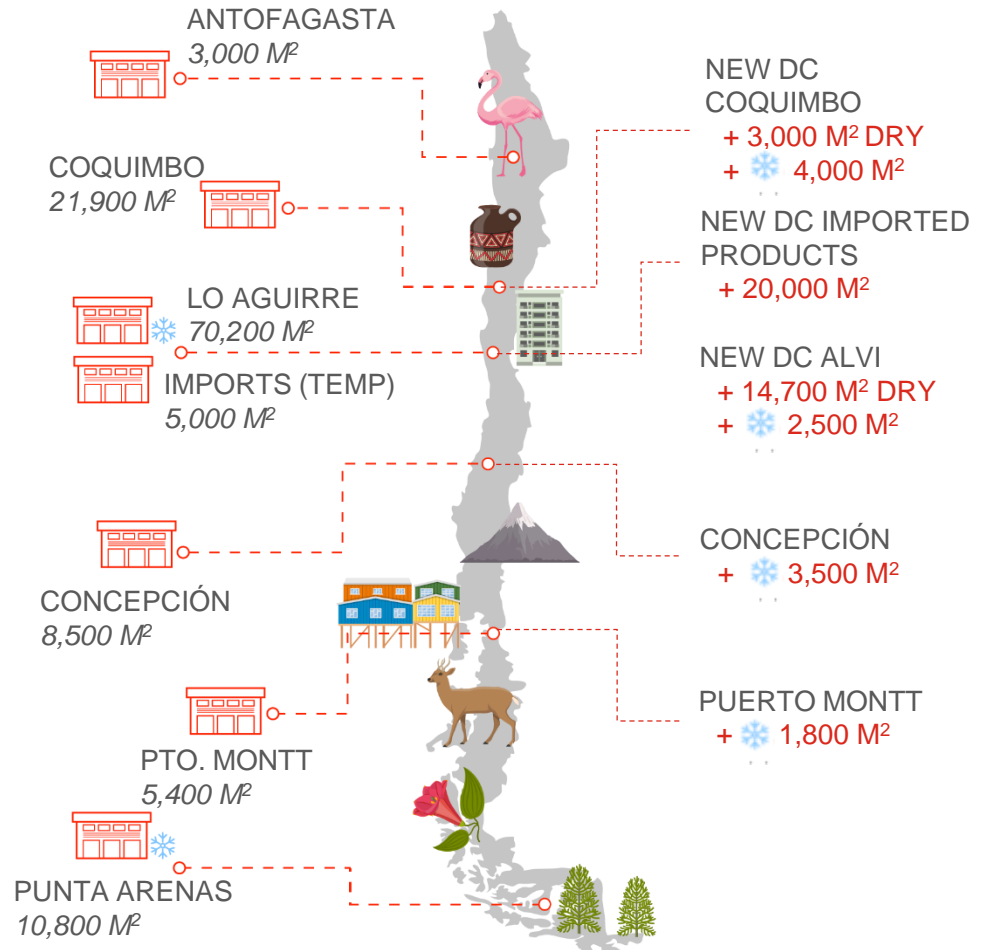 ANTOFAGASTA
3,000 M²
COQUIMBO
21,900 M²
LO AGUIRRE
70,200 M²
IMPORTS (TEMP)
5,000 M²
CONCEPCIÓN
8,500 M²
PTO. MONTT
5,400 M²
PUNTA ARENAS
10,800 M²
NEW DC
COQUIMBO
+ 3,000 M² DRY
+ 4,000 M²
NEW DC IMPORTED
PRODUCTS
+ 20,000 M²
NEW DC ALVI
+ 14,700 M² DRY
+ 2,500 M²
CONCEPCIÓN
+ 3,500 M²
PUERTO MONTT
+ 1,800 M²